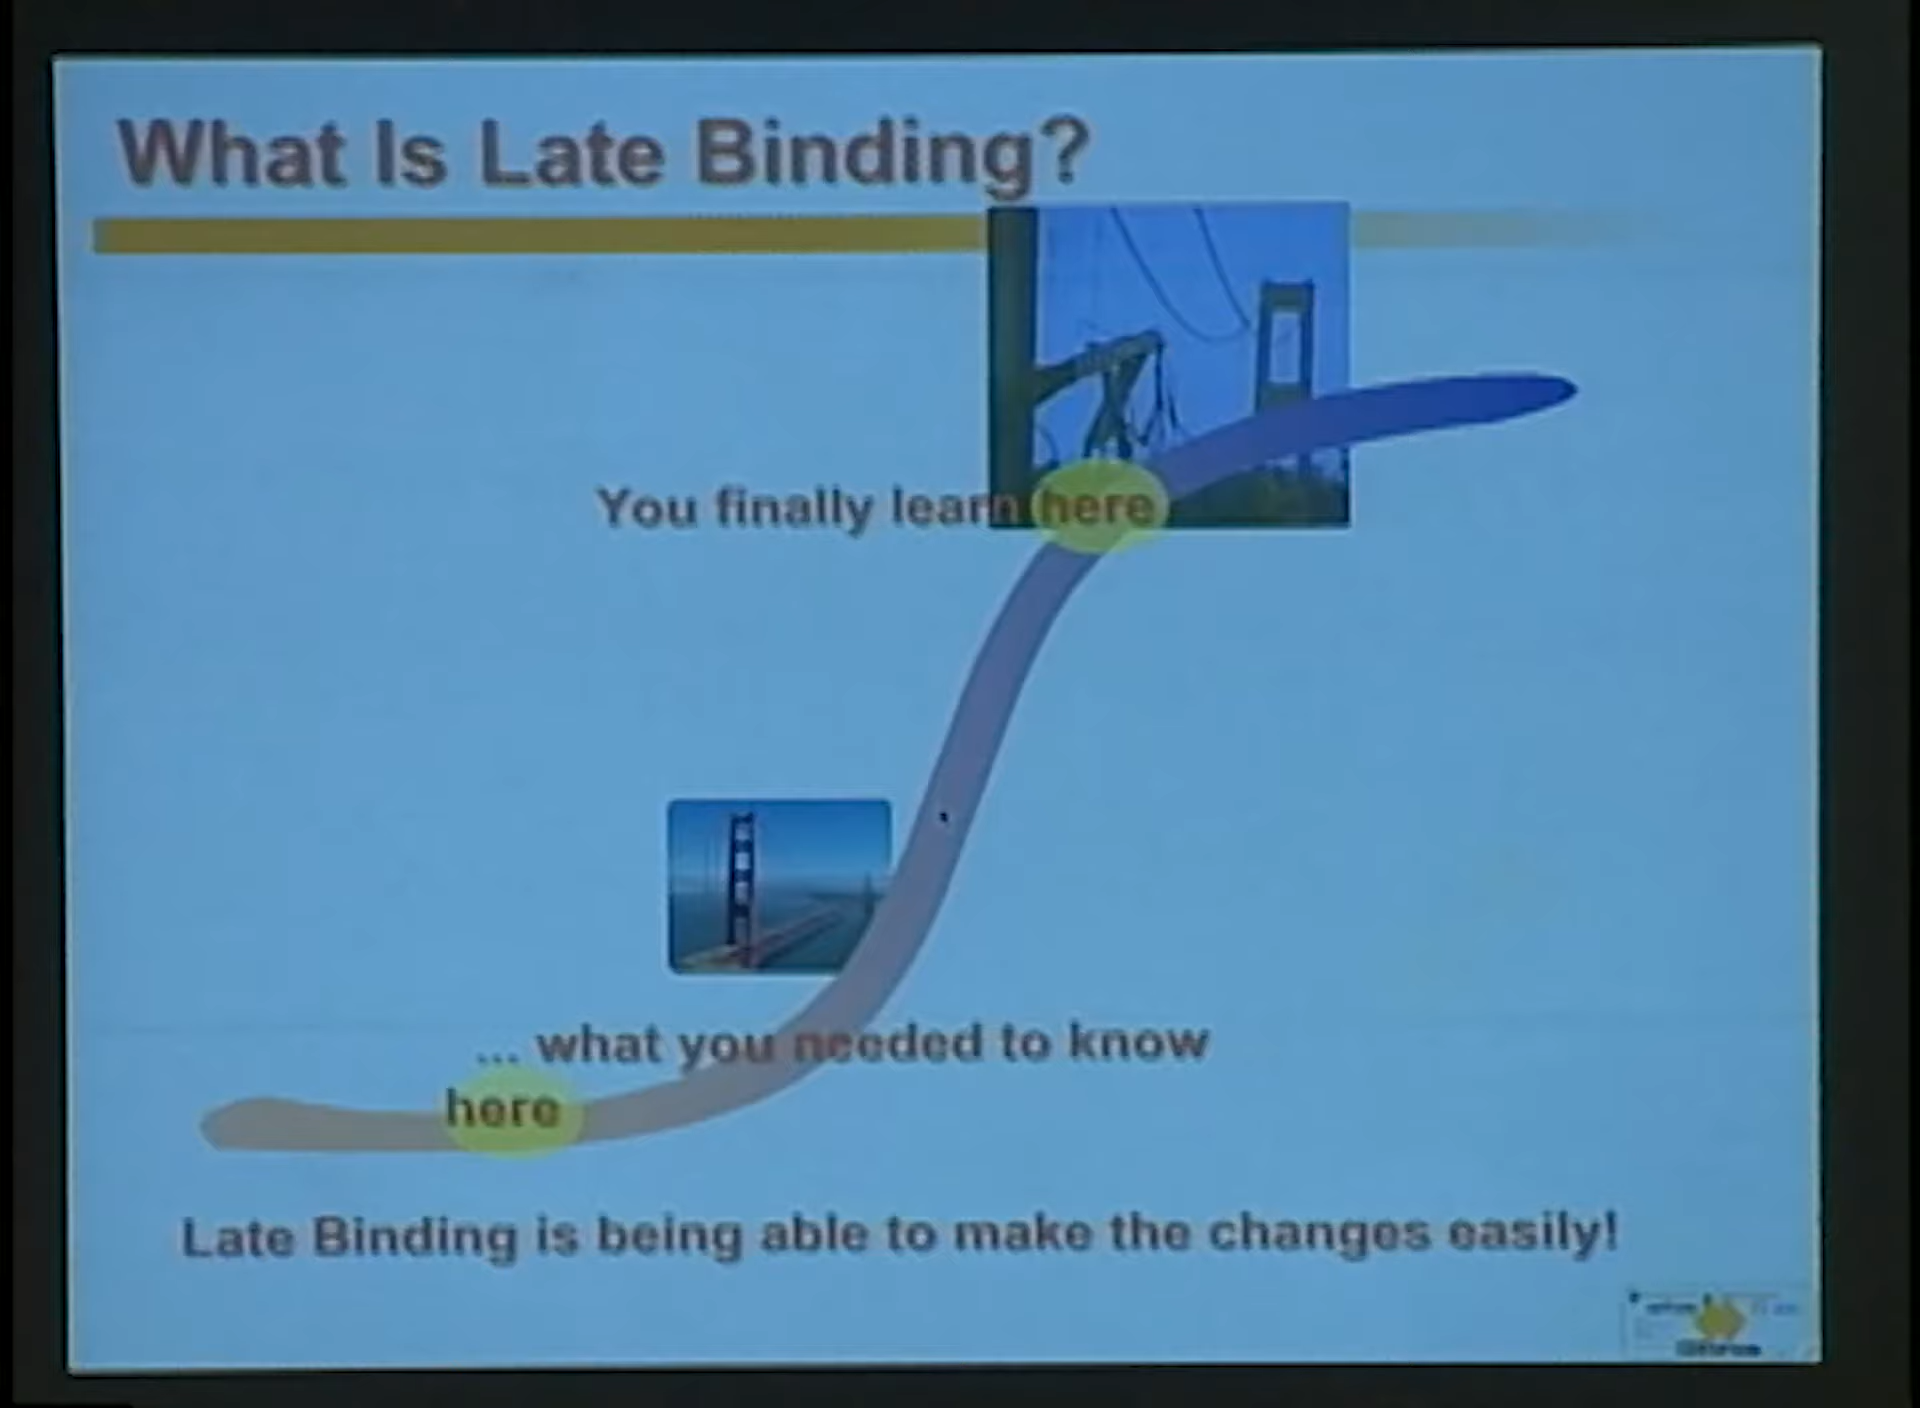 What Is Late Binding?
You finally learn here
... what you needed to know
here
Late Binding is being able to make the changes easily!